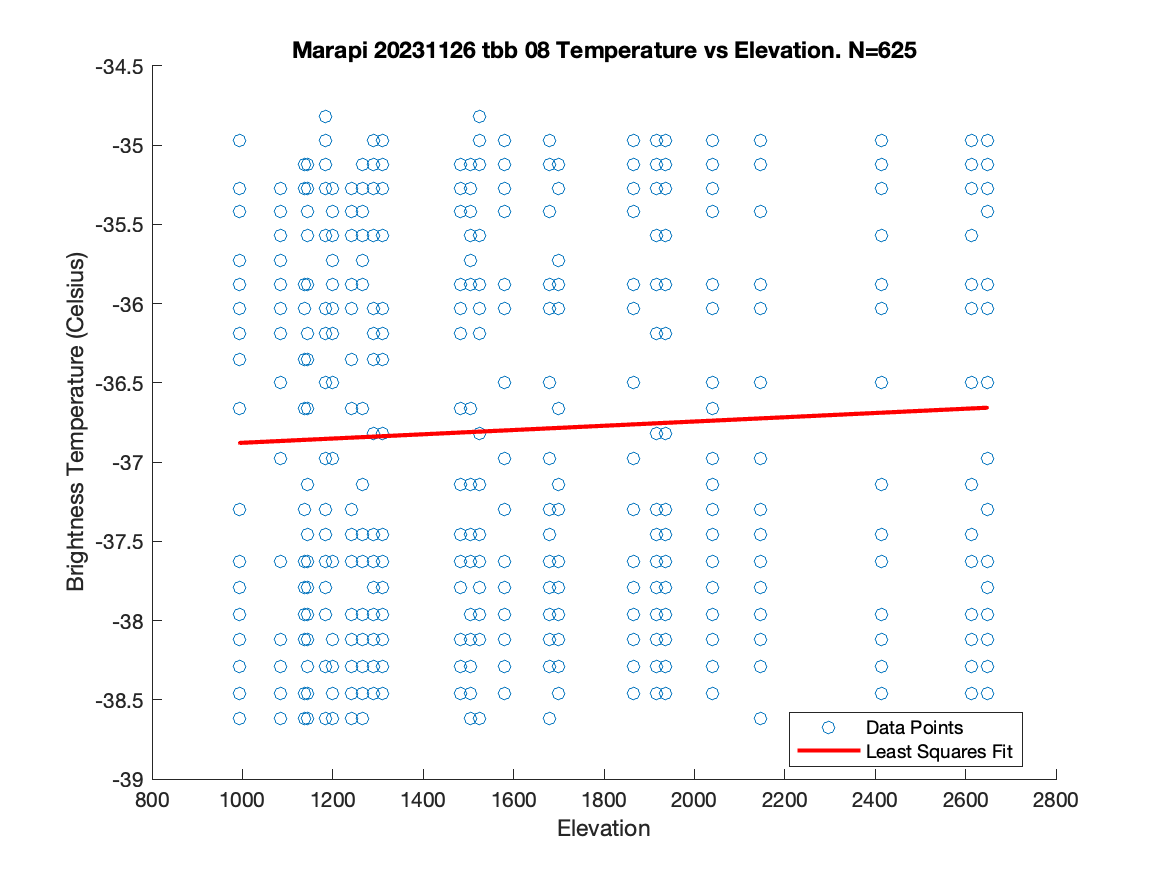 Marapi 20231126 tbb 08 Temperature vs Elevation. N=625
-34.5
-35
-35.5
-36
-36.5
-37
-37.5
-38
-38.5
-39
Brightness Temperature (Celsius)
Data Points
Least Squares Fit
800 1000 1200 1400 1600 1800 2000 2200 2400 2600 2800
Elevation